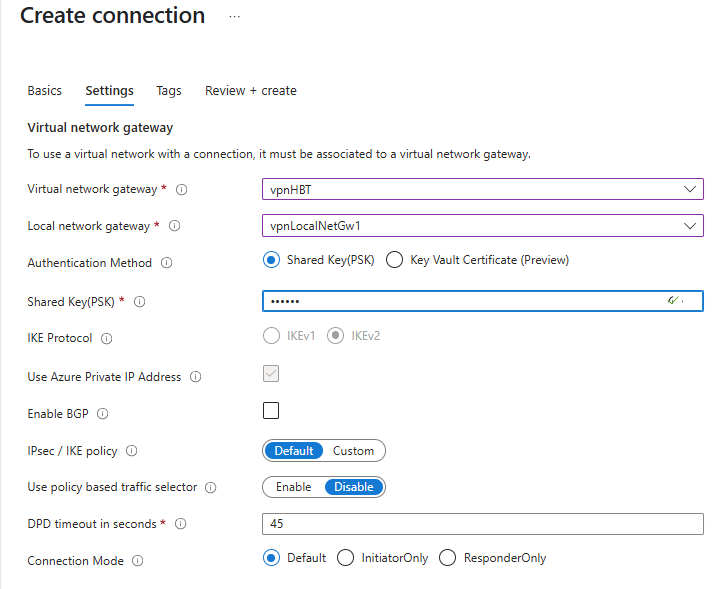 Create connection ...
Basics Settings Tags Review + create
Virtual network gateway
To use a virtual network with a connection, it must be associated to a virtual network gateway.
Virtual network gateway * vpnHBT
Local network gateway * vpnLocalNetGw1
Authentication Method Shared Key(PSK) Key Vault Certificate (Preview)
Shared Key(PSK) * ••••••
IKE Protocol IKEv1 IKEv2
Use Azure Private IP Address
Enable BGP
IPsec / IKE policy Default Custom
Use policy based traffic selector Enable Disable
DPD timeout in seconds * 45
Connection Mode Default InitiatorOnly ResponderOnly